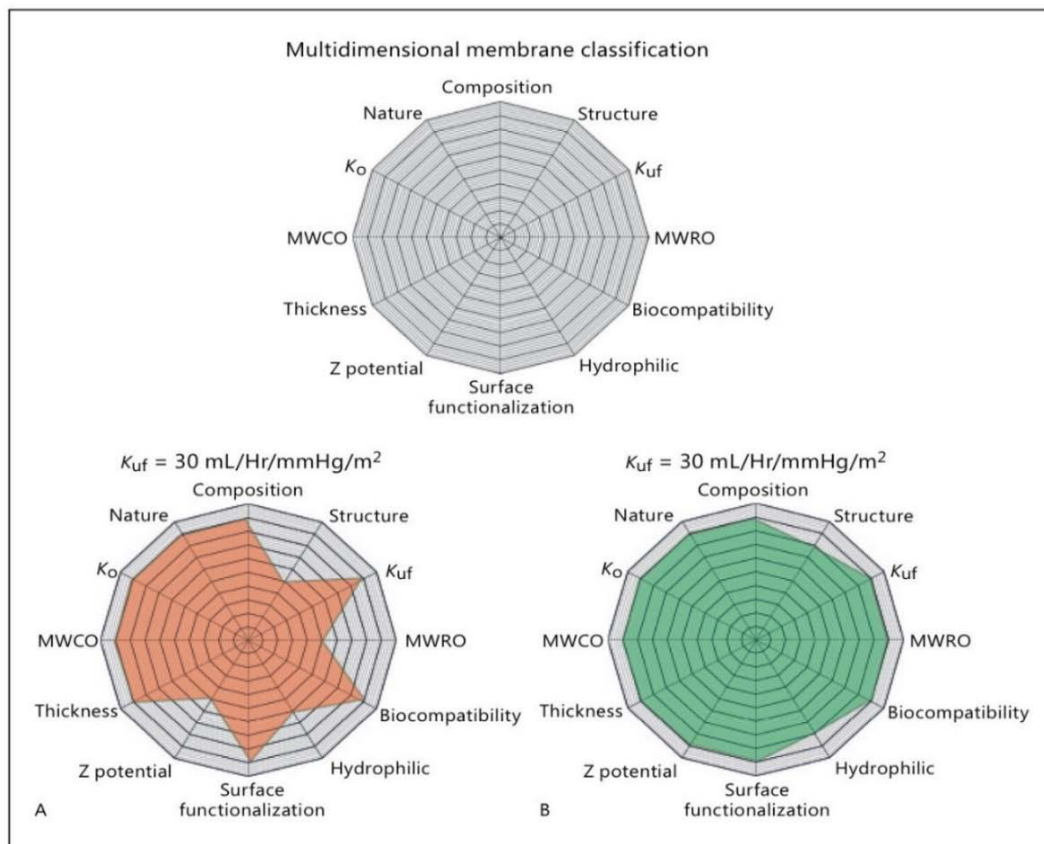 Multidimensional membrane classification
Composition
Nature
Structure
Ko
Kuf
MWCO
MWRO
Thickness
Biocompatibility
Z potential
Hydrophilic
Surface
functionalization
Kuf = 30 mL/Hr/mmHg/m²
Composition
Nature
Structure
Ko
Kuf
MWCO
MWRO
Thickness
Biocompatibility
Z potential
Hydrophilic
Surface
functionalization
A
Kuf = 30 mL/Hr/mmHg/m²
Composition
Nature
Structure
Ko
Kuf
MWCO
MWRO
Thickness
Biocompatibility
Z potential
Hydrophilic
Surface
functionalization
B